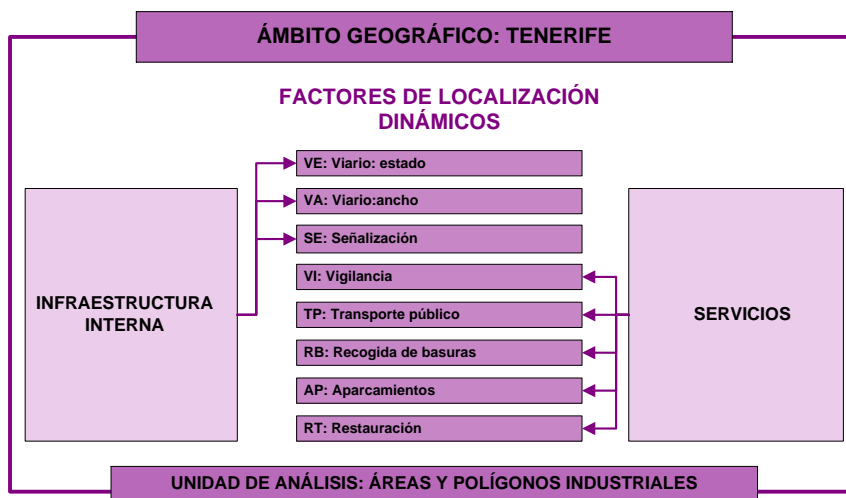 ÁMBITO GEOGRÁFICO: TENERIFE
FACTORES DE LOCALIZACIÓN
DINÁMICOS
VE: Viario: estado
VA: Viario:ancho
SE: Señalización
VI: Vigilancia
TP: Transporte público
RB: Recogida de basuras
AP: Aparcamientos
RT: Restauración
INFRAESTRUCTURA
INTERNA
SERVICIOS
UNIDAD DE ANÁLISIS: ÁREAS Y POLÍGONOS INDUSTRIALES